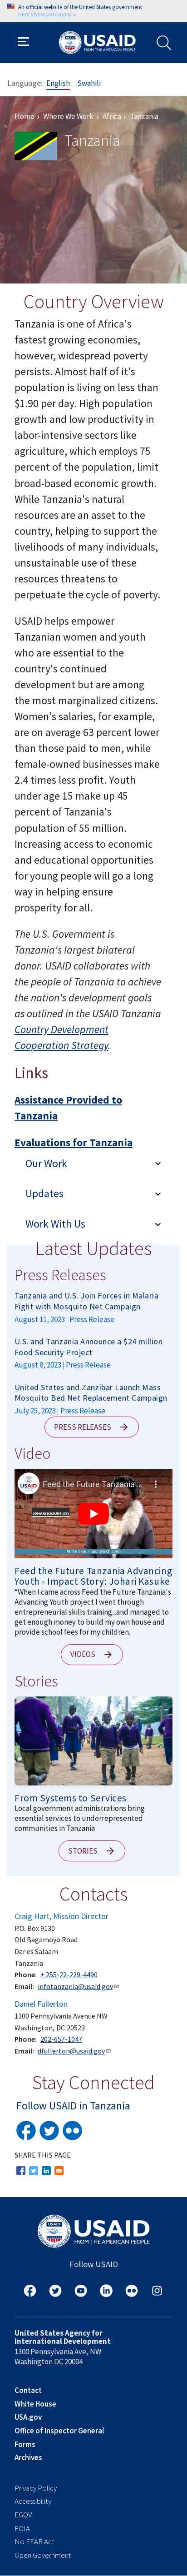 An official website of the United States government
Here's how you know
USAID
FROM THE AMERICAN PEOPLE
Language: English Swahili
Home › Where We Work › Africa › Tanzania
Tanzania
Country Overview
Tanzania is one of Africa's
fastest growing economies,
however, widespread poverty
persists. Almost half of it's
population is living on less than
$1.90 per day. High population
growth and low productivity in
labor-intensive sectors like
agriculture, which employs 75
percent of the population, limit
broad-based economic growth.
While Tanzania's natural
resources are an asset to the
economy, helping to support the
livelihoods of many individuals,
unsustainable use of these
resources threatens to
perpetuate the cycle of poverty.
USAID helps empower
Tanzanian women and youth
who are essential to the
country's continued
development but are among the
most marginalized citizens.
Women's salaries, for example,
are on average 63 percent lower
than that of men, while
female-owned businesses make
2.4 times less profit. Youth
under age 15 make up 45
percent of Tanzania's
population of 55 million.
Increasing access to economic
and educational opportunities
for young people will go a long
way in helping ensure
prosperity for all.
The U.S. Government is
Tanzania's largest bilateral
donor. USAID collaborates with
the people of Tanzania to achieve
the nation's development goals
as outlined in the USAID Tanzania
Country Development
Cooperation Strategy.
Links
Assistance Provided to
Tanzania
Evaluations for Tanzania
Our Work
Updates
Work With Us
Latest Updates
Press Releases
Tanzania and U.S. Join Forces in Malaria
Fight with Mosquito Net Campaign
August 11, 2023 | Press Release
U.S. and Tanzania Announce a $24 million
Food Security Project
August 8, 2023 | Press Release
United States and Zanzibar Launch Mass
Mosquito Bed Net Replacement Campaign
July 25, 2023 | Press Release
PRESS RELEASES
Video
USAID
Feed the Future Tanzania ...
JOHARI KASUKE (23)
At the time, I had two children
Feed the Future Tanzania Advancing
Youth - Impact Story: Johari Kasuke
“When I came across Feed the Future Tanzania's
Advancing Youth project I went through
entrepreneurial skills training...and managed to
get enough money to build my own house and
provide school fees for my children.
VIDEOS
Stories
From Systems to Services
Local government administrations bring
essential services to underrepresented
communities in Tanzania
STORIES
Contacts
Craig Hart, Mission Director
P.O. Box 9130
Old Bagamoyo Road
Dar es Salaam
Tanzania
Phone: + 255-22-229-4490
Email: infotanzania@usaid.gov
Daniel Fullerton
1300 Pennsylvania Avenue NW
Washington, DC 20523
Phone: 202-657-1047
Email: dfullerton@usaid.gov
Stay Connected
Follow USAID in Tanzania
SHARE THIS PAGE
USAID
FROM THE AMERICAN PEOPLE
Follow USAID
United States Agency for
International Development
1300 Pennsylvania Ave, NW
Washington DC 20004
Contact
White House
USA.gov
Office of Inspector General
Forms
Archives
Privacy Policy
Accessibility
EGOV
FOIA
No FEAR Act
Open Government